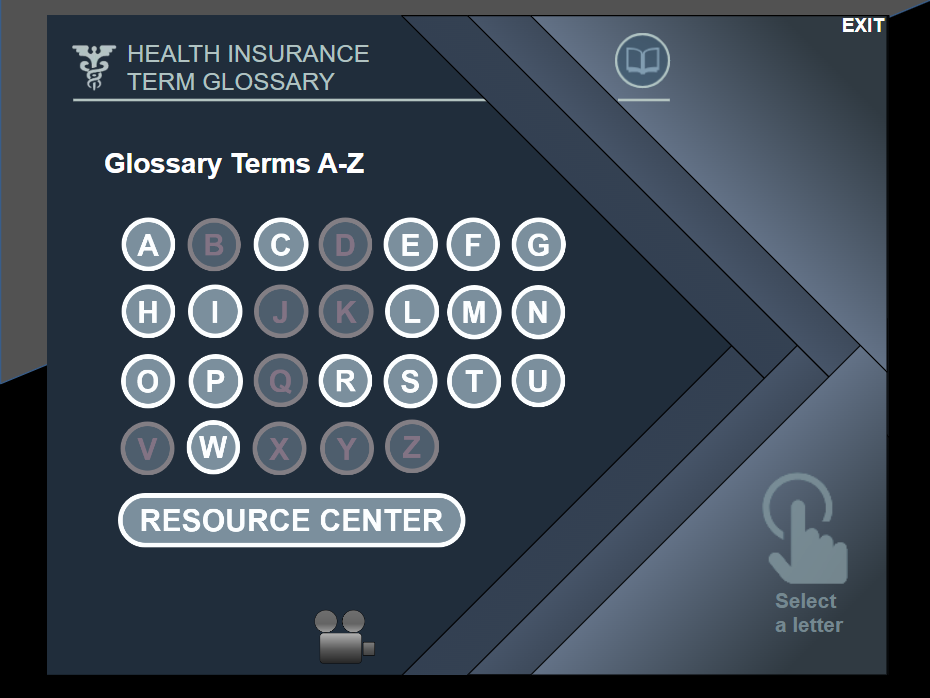 EXIT
HEALTH INSURANCE
TERM GLOSSARY
Glossary Terms A-Z
A B C D E F G
H I J K L M N
O P Q R S T U
V W X Y Z
RESOURCE CENTER
Select
a letter